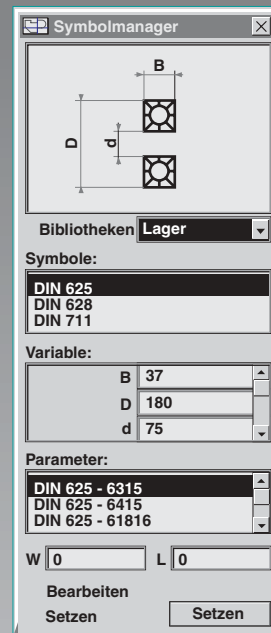 Symbolmanager
B
D
d
Bibliotheken Lager
Symbole:
DIN 625
DIN 628
DIN 711
Variable:
B 37
D 180
d 75
Parameter:
DIN 625 - 6315
DIN 625 - 6415
DIN 625 - 61816
W 0 L 0
Bearbeiten
Setzen Setzen